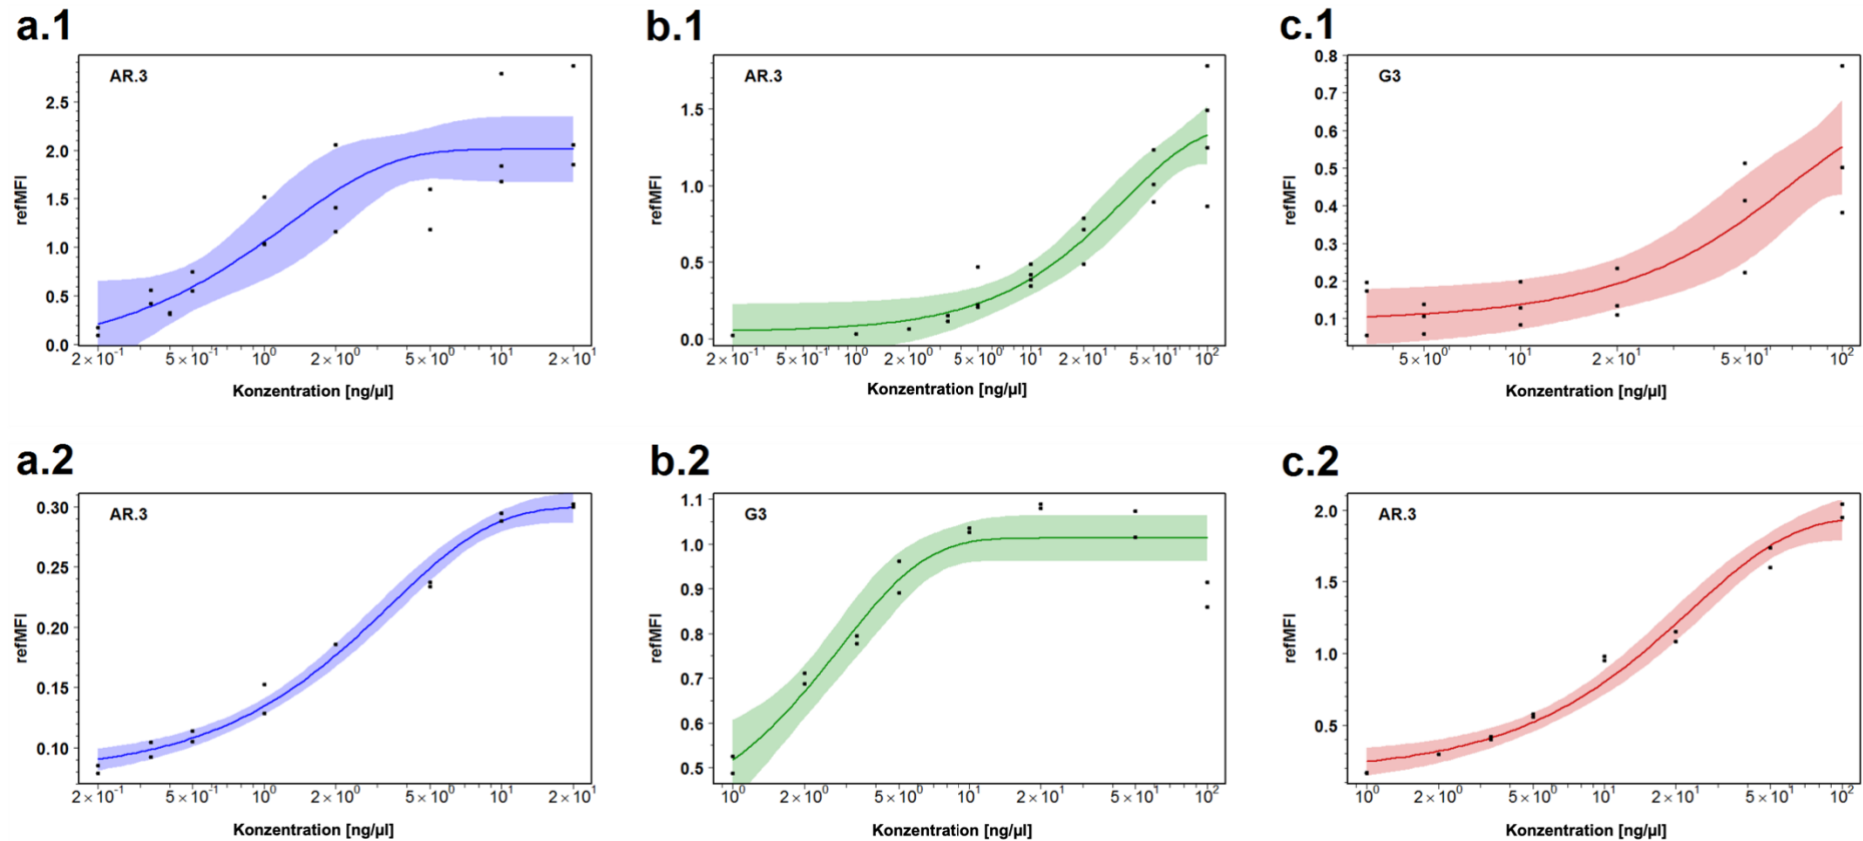 a.1
AR.3
refMFI
2.5
2.0
1.5
1.0
0.5
0.0
2×10⁻¹ 5×10⁻¹ 10⁰ 2×10⁰ 5×10⁰ 10¹ 2×10¹
Konzentration [ng/µl]
b.1
AR.3
refMFI
1.5
1.0
0.5
0.0
2×10⁻¹ 5×10⁻¹ 10⁰ 2×10⁰ 5×10⁰ 10¹ 2×10¹ 5×10¹ 10²
Konzentration [ng/µl]
c.1
G3
refMFI
0.8
0.7
0.6
0.5
0.4
0.3
0.2
0.1
5×10⁰ 10¹ 2×10¹ 5×10¹ 10²
Konzentration [ng/µl]
a.2
AR.3
refMFI
0.30
0.25
0.20
0.15
0.10
2×10⁻¹ 5×10⁻¹ 10⁰ 2×10⁰ 5×10⁰ 10¹ 2×10¹
Konzentration [ng/µl]
b.2
G3
refMFI
1.1
1.0
0.9
0.8
0.7
0.6
0.5
10⁰ 2×10⁰ 5×10⁰ 10¹ 2×10¹ 5×10¹ 10²
Konzentration [ng/µl]
c.2
AR.3
refMFI
2.0
1.5
1.0
0.5
10⁰ 2×10⁰ 5×10⁰ 10¹ 2×10¹ 5×10¹ 10²
Konzentration [ng/µl]